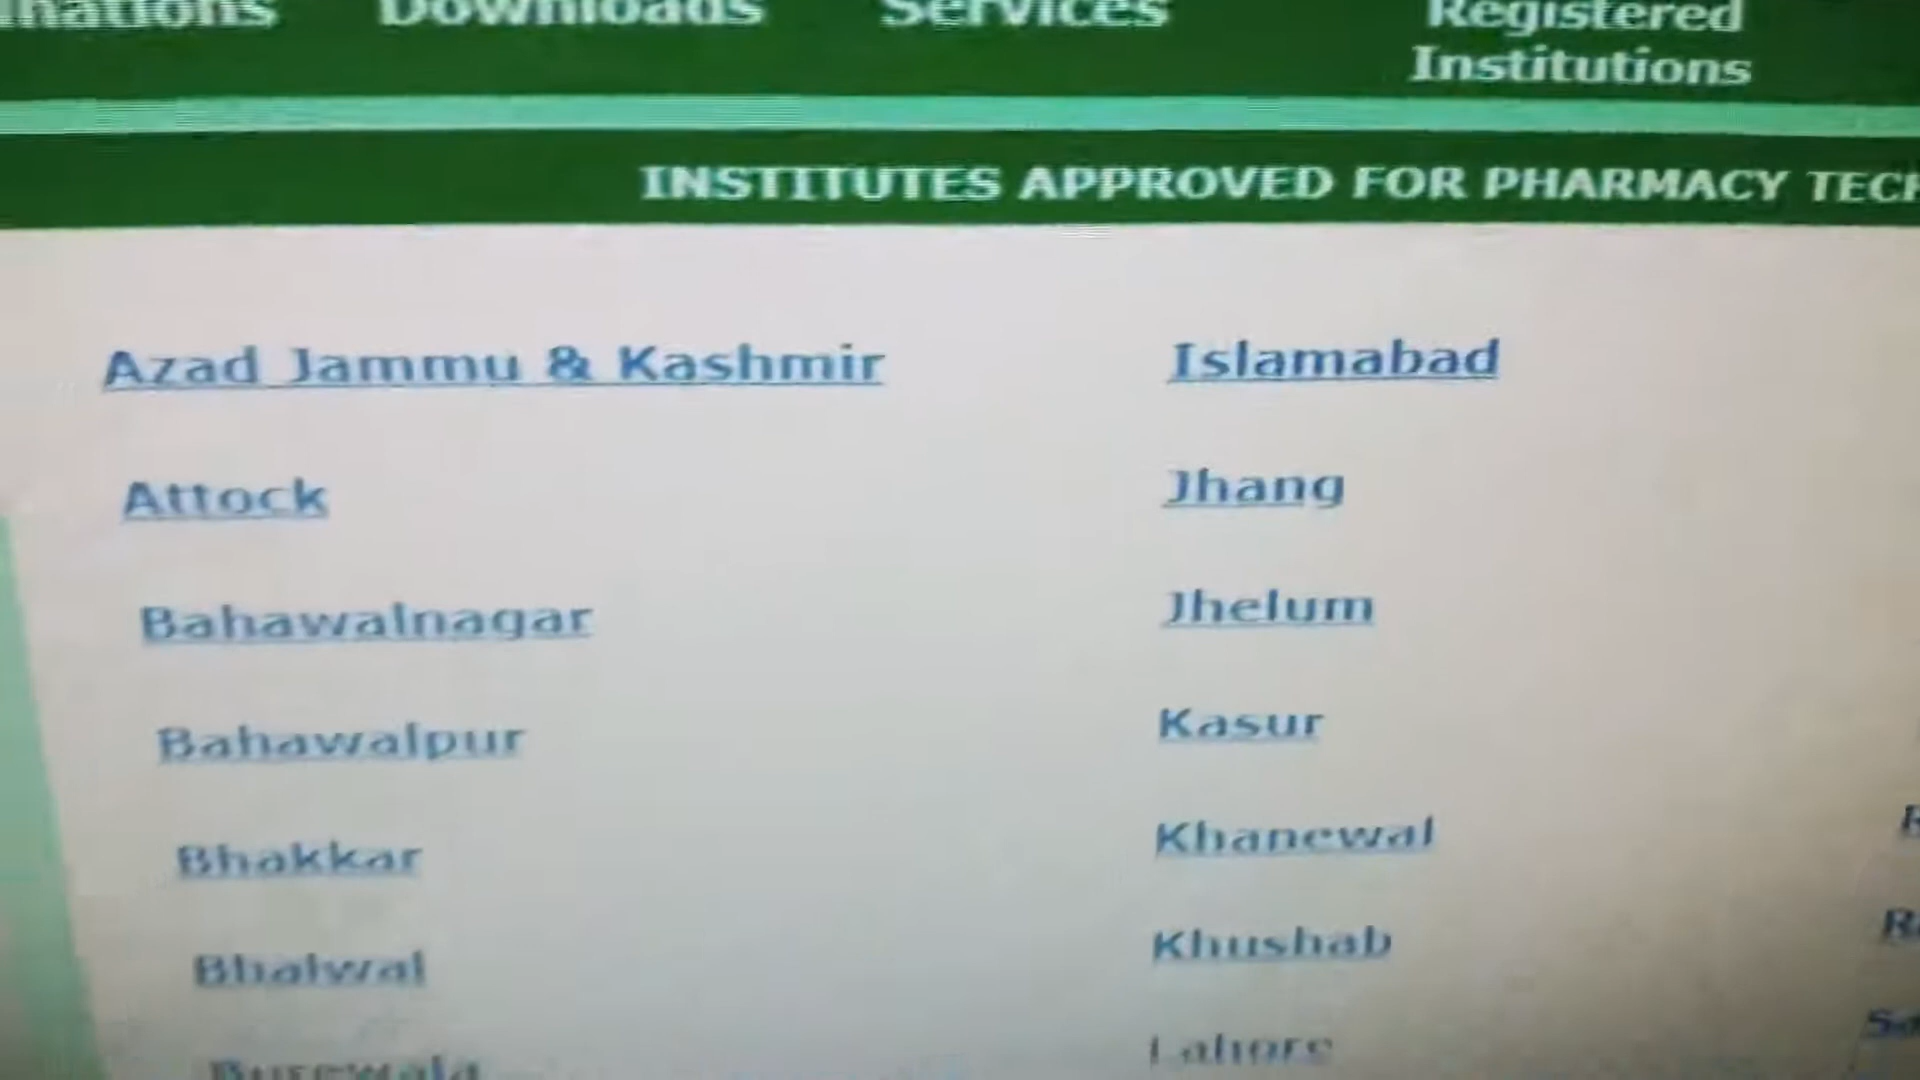 Downloads
Services
Registered
Institutions
INSTITUTES APPROVED FOR PHARMACY
Azad Jammu & Kashmir
Islamabad
Attock
Jhang
Bahawalnagar
Jhelum
Bahawalpur
Kasur
Bhakkar
Khanewal
Bhalwal
Khushab
Burewala
Lahore